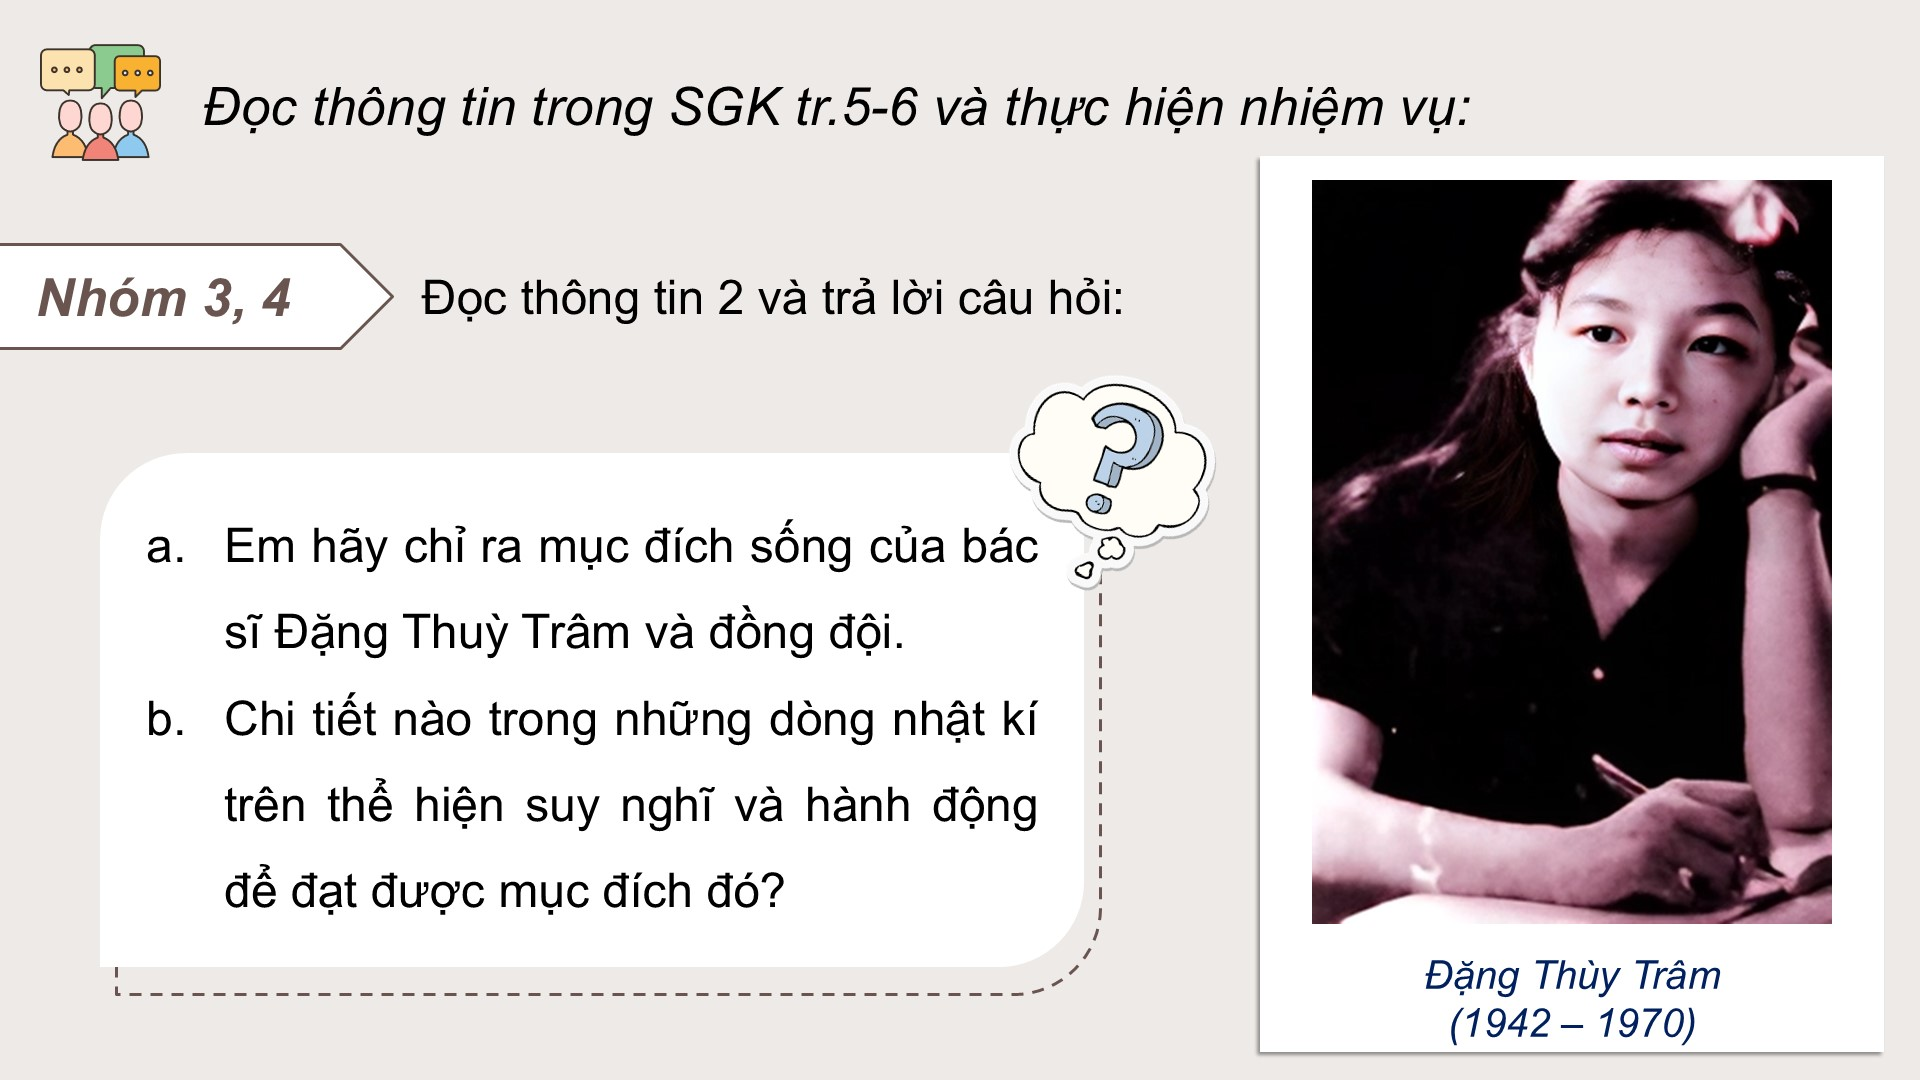 Đọc thông tin trong SGK tr.5-6 và thực hiện nhiệm vụ:
Nhóm 3, 4
Đọc thông tin 2 và trả lời câu hỏi:
a. Em hãy chỉ ra mục đích sống của bác
sĩ Đặng Thuỳ Trâm và đồng đội.
b. Chi tiết nào trong những dòng nhật kí
trên thể hiện suy nghĩ và hành động
để đạt được mục đích đó?
Đặng Thùy Trâm
(1942 – 1970)